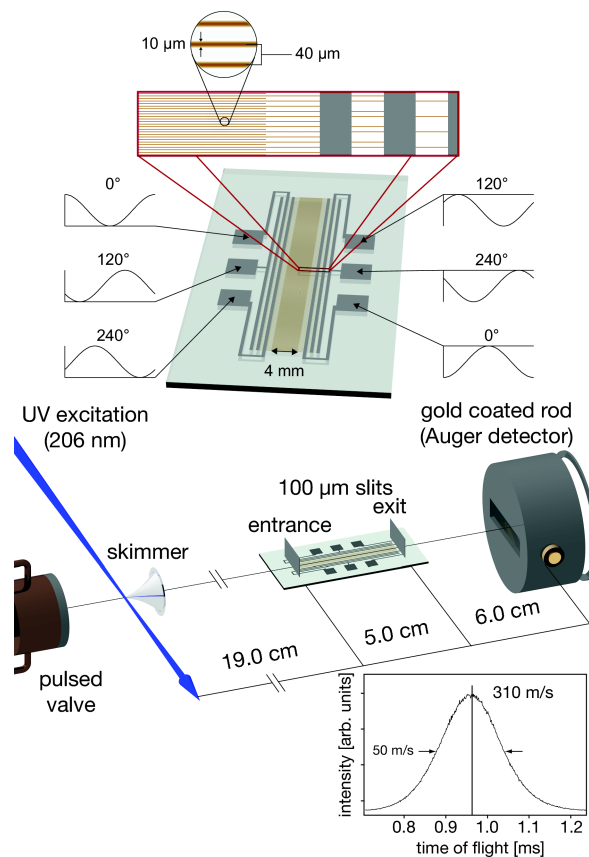 10 µm
40 µm
0°
120°
240°
120°
240°
0°
4 mm
UV excitation
(206 nm)
gold coated rod
(Auger detector)
100 µm slits
entrance
exit
skimmer
pulsed
valve
19.0 cm
5.0 cm
6.0 cm
310 m/s
50 m/s
intensity [arb. units]
0.8 0.9 1.0 1.1 1.2
time of flight [ms]